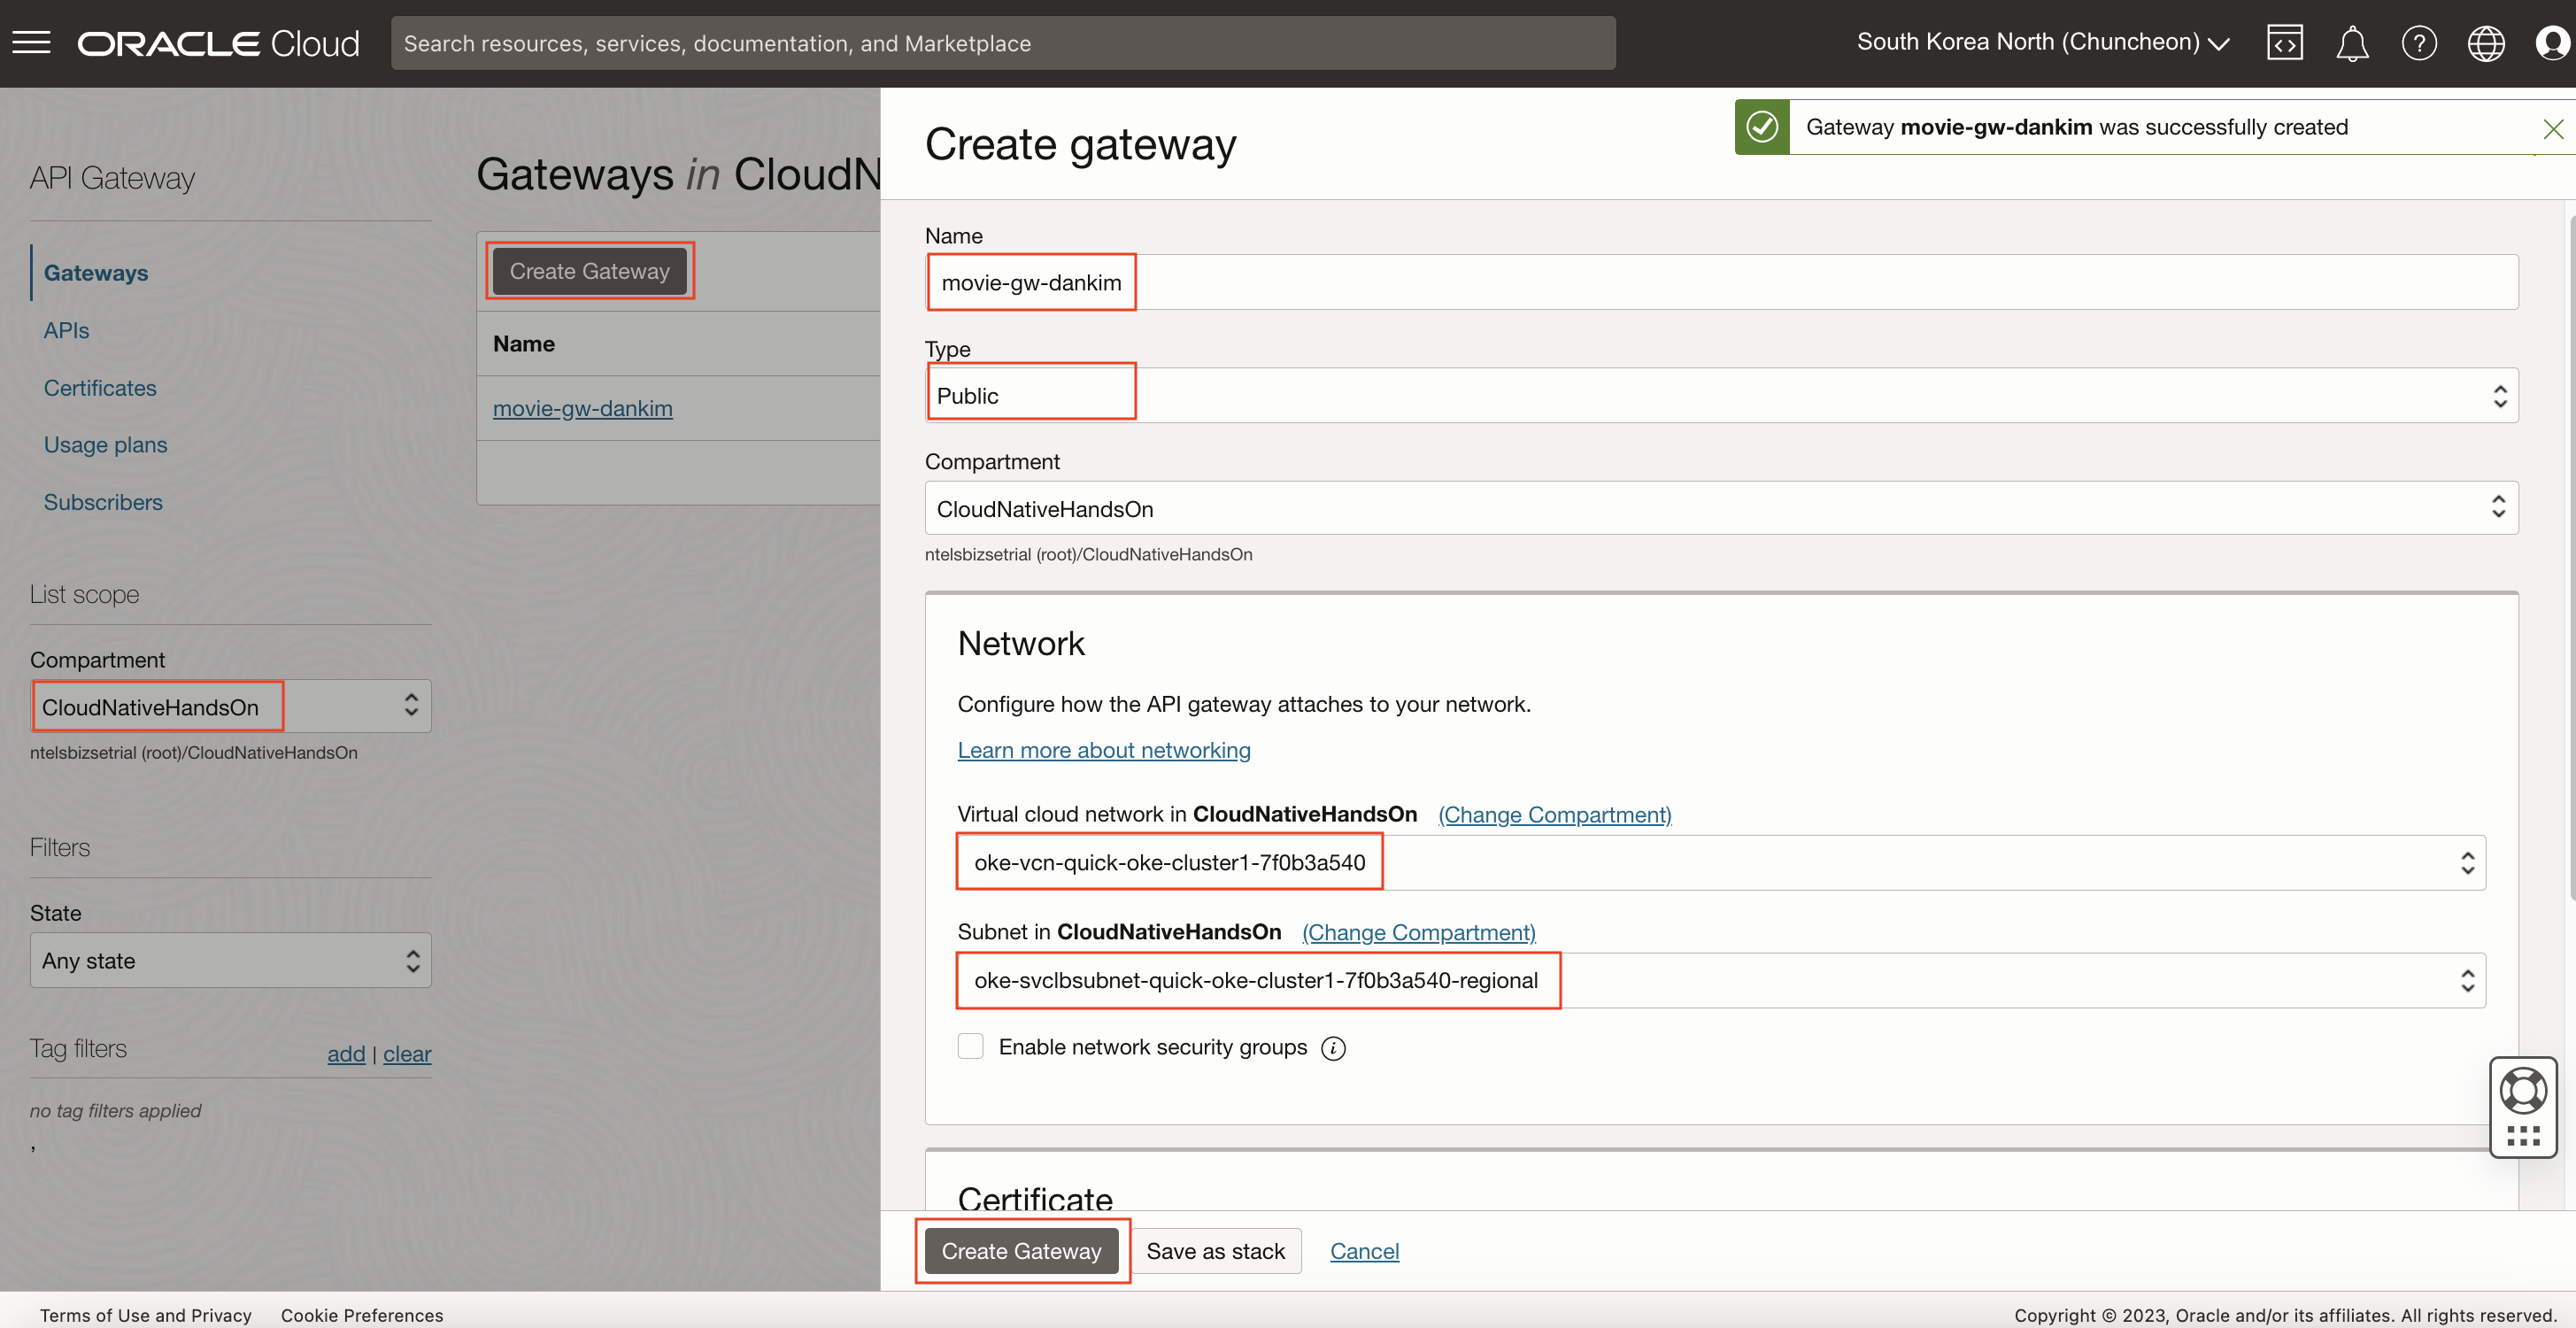 ORACLE Cloud
Search resources, services, documentation, and Marketplace
South Korea North (Chuncheon)
API Gateway
Gateways
APIs
Certificates
Usage plans
Subscribers
List scope
Compartment
CloudNativeHandsOn
ntelsbizsetrial (root)/CloudNativeHandsOn
Filters
State
Any state
Tag filters
add | clear
no tag filters applied
,
Gateways in CloudN
Create Gateway
Name
movie-gw-dankim
Create gateway
Gateway movie-gw-dankim was successfully created
Name
movie-gw-dankim
Type
Public
Compartment
CloudNativeHandsOn
ntelsbizsetrial (root)/CloudNativeHandsOn
Network
Configure how the API gateway attaches to your network.
Learn more about networking
Virtual cloud network in CloudNativeHandsOn (Change Compartment)
oke-vcn-quick-oke-cluster1-7f0b3a540
Subnet in CloudNativeHandsOn (Change Compartment)
oke-svclbsubnet-quick-oke-cluster1-7f0b3a540-regional
Enable network security groups
Certificate
Create Gateway
Save as stack
Cancel
Terms of Use and Privacy
Cookie Preferences
Copyright © 2023, Oracle and/or its affiliates. All rights reserved.